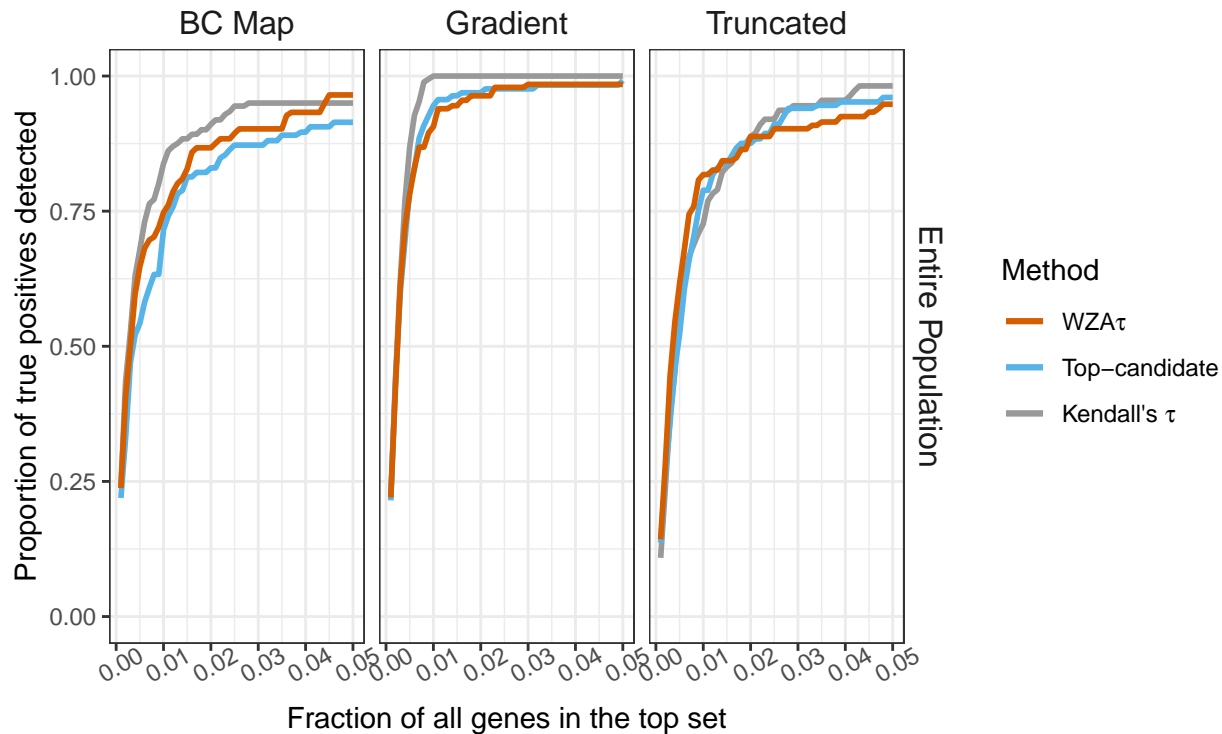 BC Map
Gradient
Truncated
Proportion of true positives detected
1.00
0.75
0.50
0.25
0.00
0.00 0.01 0.02 0.03 0.04 0.05
0.00 0.01 0.02 0.03 0.04 0.05
0.00 0.01 0.02 0.03 0.04 0.05
Fraction of all genes in the top set
Entire Population
Method
WZAτ
Top−candidate
Kendall's τ